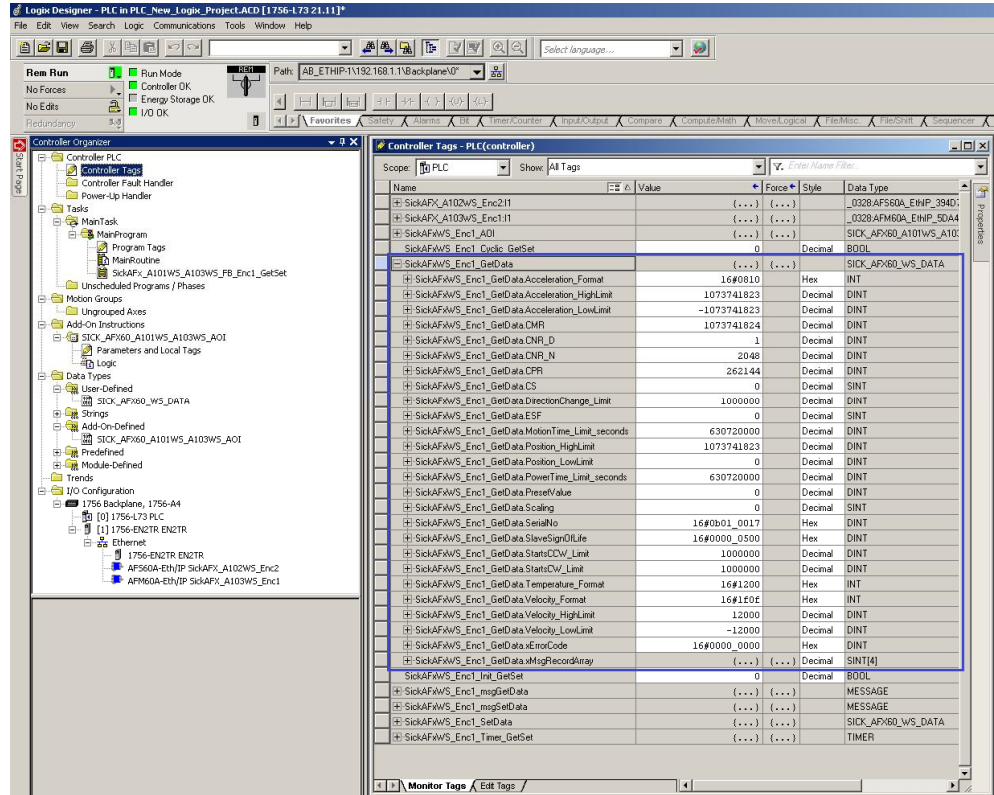 Logix Designer - PLC in PLC_New_Logix_Project.ACD [1756-L73 21.11]*
File Edit View Search Logic Communications Tools Window Help
Select language...
Rem Run
Run Mode
REM
Path: AB_ETHIP-1\192.168.1.1\Backplane\0*
No Forces
Controller OK
Energy Storage OK
No Edits
I/O OK
Redundancy
Favorites Safety Alarms Bit Timer/Counter Input/Output Compare Compute/Math Move/Logical File/Misc. File/Shift Sequencer
Start Page
Controller Organizer
Controller PLC
Controller Tags
Controller Fault Handler
Power-Up Handler
Tasks
MainTask
MainProgram
Program Tags
MainRoutine
SickAFx_A101WS_A103WS_FB_Enc1_GetSet
Unscheduled Programs / Phases
Motion Groups
Ungrouped Axes
Add-On Instructions
SICK_AFX60_A101WS_A103WS_AOI
Parameters and Local Tags
Logic
Data Types
User-Defined
SICK_AFX60_WS_DATA
Strings
Add-On-Defined
SICK_AFX60_A101WS_A103WS_AOI
Predefined
Module-Defined
Trends
I/O Configuration
1756 Backplane, 1756-A4
[0] 1756-L73 PLC
[1] 1756-EN2TR EN2TR
Ethernet
1756-EN2TR EN2TR
AFS60A-Eth/IP SickAFX_A102WS_Enc2
AFM60A-Eth/IP SickAFX_A103WS_Enc1
Controller Tags - PLC(controller)
Scope: PLC Show: All Tags Enter Name Filter...
Name Value Force Style Data Type
SickAFX_A102WS_Enc2:I1 {...} {...} _0328:AFS60A_EthIP_394D7
SickAFX_A103WS_Enc1:I1 {...} {...} _0328:AFM60A_EthIP_5DA4
SickAFxWS_Enc1_AOI {...} {...} SICK_AFX60_A101WS_A103
SickAFxWS_Enc1_Cyclic_GetSet 0 Decimal BOOL
SickAFxWS_Enc1_GetData {...} {...} SICK_AFX60_WS_DATA
SickAFxWS_Enc1_GetData.Acceleration_Format 16#0810 Hex INT
SickAFxWS_Enc1_GetData.Acceleration_HighLimit 1073741823 Decimal DINT
SickAFxWS_Enc1_GetData.Acceleration_LowLimit -1073741823 Decimal DINT
SickAFxWS_Enc1_GetData.CMR 1073741824 Decimal DINT
SickAFxWS_Enc1_GetData.CNR_D 1 Decimal DINT
SickAFxWS_Enc1_GetData.CNR_N 2048 Decimal DINT
SickAFxWS_Enc1_GetData.CPR 262144 Decimal DINT
SickAFxWS_Enc1_GetData.CS 0 Decimal SINT
SickAFxWS_Enc1_GetData.DirectionChange_Limit 1000000 Decimal DINT
SickAFxWS_Enc1_GetData.ESF 0 Decimal SINT
SickAFxWS_Enc1_GetData.MotionTime_Limit_seconds 630720000 Decimal DINT
SickAFxWS_Enc1_GetData.Position_HighLimit 1073741823 Decimal DINT
SickAFxWS_Enc1_GetData.Position_LowLimit 0 Decimal DINT
SickAFxWS_Enc1_GetData.PowerTime_Limit_seconds 630720000 Decimal DINT
SickAFxWS_Enc1_GetData.PresetValue 0 Decimal DINT
SickAFxWS_Enc1_GetData.Scaling 0 Decimal SINT
SickAFxWS_Enc1_GetData.SerialNo 16#0b01_0017 Hex DINT
SickAFxWS_Enc1_GetData.SlaveSignOfLife 16#0000_0500 Hex DINT
SickAFxWS_Enc1_GetData.StartsCCW_Limit 1000000 Decimal DINT
SickAFxWS_Enc1_GetData.StartsCW_Limit 1000000 Decimal DINT
SickAFxWS_Enc1_GetData.Temperature_Format 16#1200 Hex INT
SickAFxWS_Enc1_GetData.Velocity_Format 16#1f0f Hex INT
SickAFxWS_Enc1_GetData.Velocity_HighLimit 12000 Decimal DINT
SickAFxWS_Enc1_GetData.Velocity_LowLimit -12000 Decimal DINT
SickAFxWS_Enc1_GetData.xErrorCode 16#0000_0000 Hex DINT
SickAFxWS_Enc1_GetData.xMsgRecordArray {...} {...} Decimal SINT[4]
SickAFxWS_Enc1_Init_GetSet 0 Decimal BOOL
SickAFxWS_Enc1_msgGetData {...} {...} MESSAGE
SickAFxWS_Enc1_msgSetData {...} {...} MESSAGE
SickAFxWS_Enc1_SetData {...} {...} SICK_AFX60_WS_DATA
SickAFxWS_Enc1_Timer_GetSet {...} {...} TIMER
Properties
Monitor Tags Edit Tags